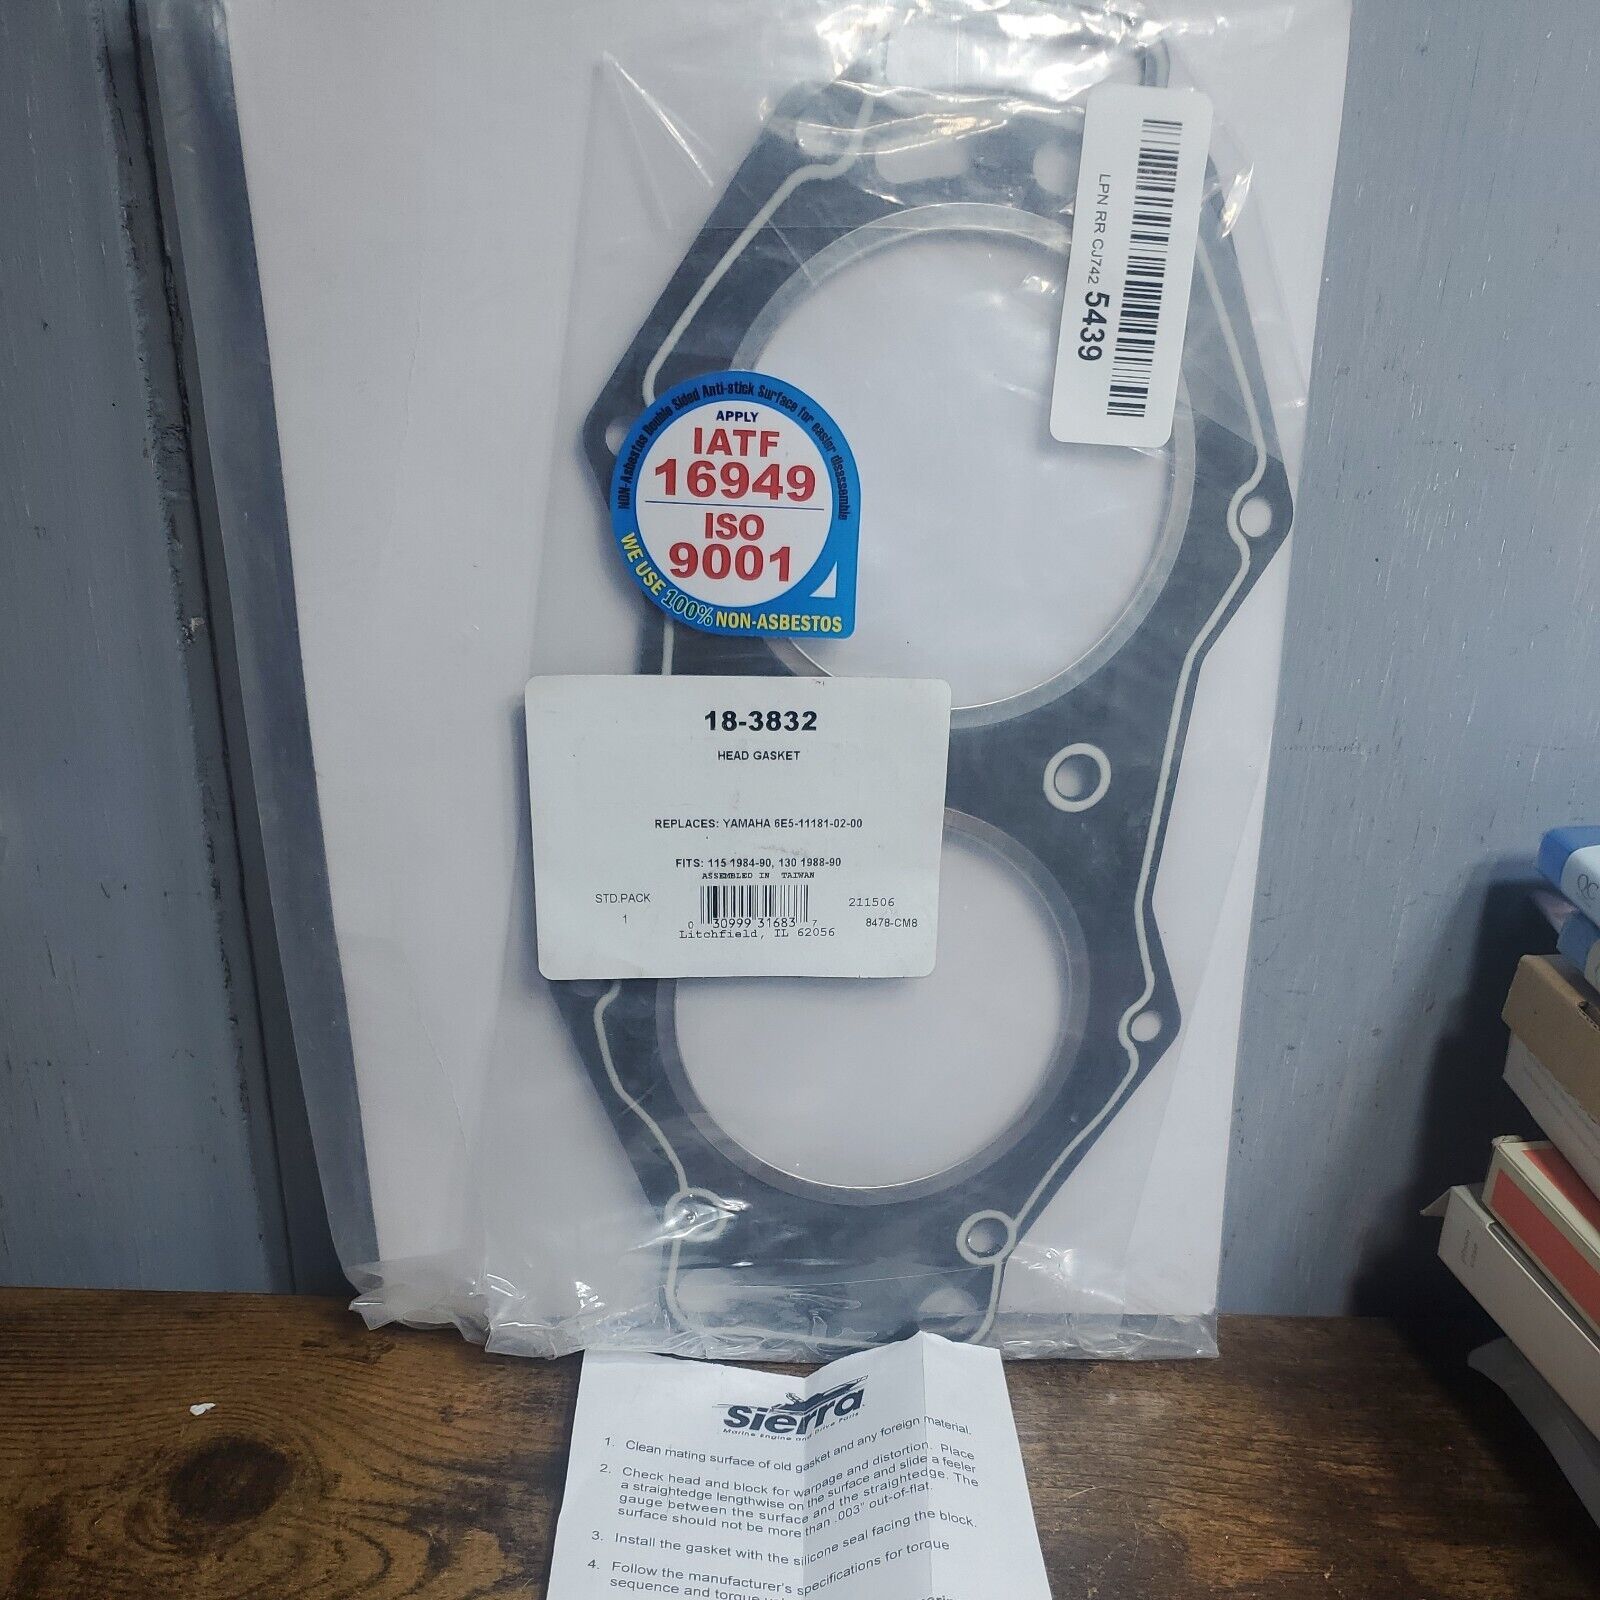 LPN RR CJ742 5439
NON-Asbestos Double Sided Anti-stick Surface for easier disassemble
APPLY
IATF
16949
ISO
9001
WE USE 100% NON-ASBESTOS
18-3832
HEAD GASKET
REPLACES: YAMAHA 6E5-11181-02-00
FITS: 115 1984-90, 130 1988-90
ASSEMBLED IN TAIWAN
STD.PACK
1
211506
8478-CM8
0 30999 31683 7
Litchfield, IL 62056
QC
Sierra
Marine Engine and Drive Parts
1. Clean mating surface of old gasket and any foreign material.
2. Check head and block for warpage and distortion. Place
a straightedge lengthwise on the surface and slide a feeler
gauge between the surface and the straightedge. The
surface should not be more than .003" out-of-flat.
3. Install the gasket with the silicone seal facing the block.
4. Follow the manufacturer's specifications for torque
sequence and torque